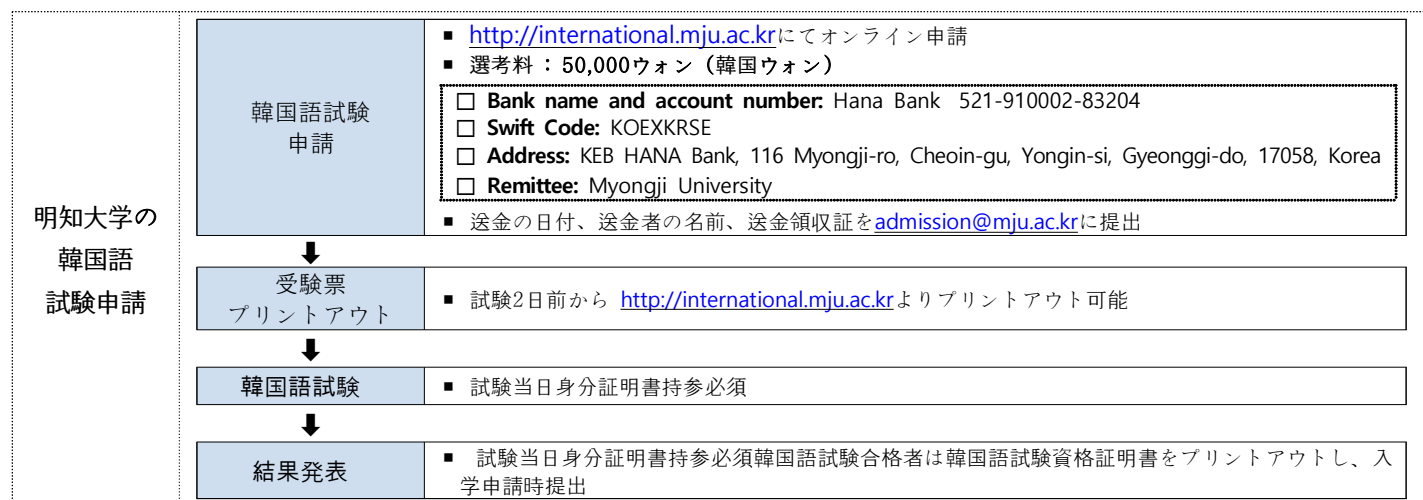 明知大学の
韓国語
試験申請
韓国語試験
申請
■ http://international.mju.ac.krにてオンライン申請
■ 選考料 : 50,000ウォン (韓国ウォン)
□ Bank name and account number: Hana Bank 521-910002-83204
□ Swift Code: KOEXKRSE
□ Address: KEB HANA Bank, 116 Myongji-ro, Cheoin-gu, Yongin-si, Gyeonggi-do, 17058, Korea
□ Remittee: Myongji University
■ 送金の日付、送金者の名前、送金領収証をadmission@mju.ac.krに提出
受験票
プリントアウト
■ 試験2日前から http://international.mju.ac.krよりプリントアウト可能
韓国語試験
■ 試験当日身分証明書持参必須
結果発表
■ 試験当日身分証明書持参必須韓国語試験合格者は韓国語試験資格証明書をプリントアウトし、入
学申請時提出